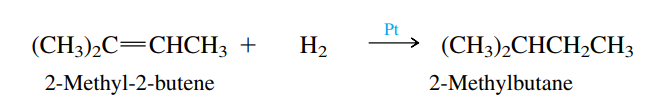 Pt
(CH₃)₂C=CHCH₃ + H₂ → (CH₃)₂CHCH₂CH₃
2-Methyl-2-butene 2-Methylbutane